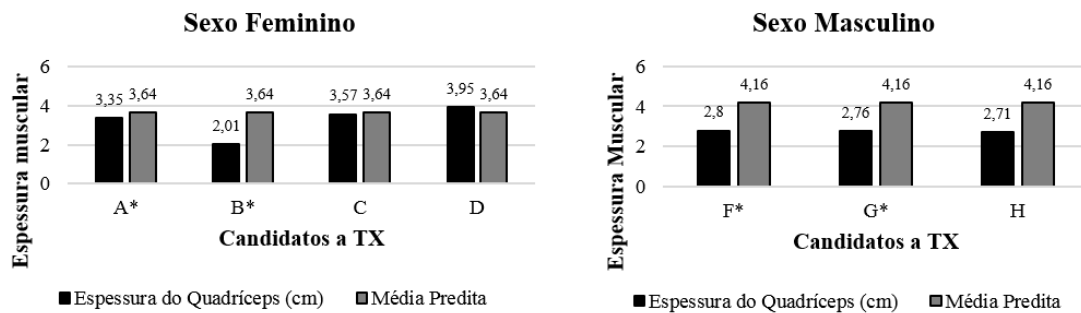 Sexo Feminino
Espessura muscular
6
4
2
0
3,35 3,64
2,01 3,64
3,57 3,64
3,95 3,64
A* B* C D
Candidatos a TX
Espessura do Quadríceps (cm) Média Predita
Sexo Masculino
Espessura Muscular
6
4
2
0
2,8 4,16
2,76 4,16
2,71 4,16
F* G* H
Candidatos a TX
Espessura do Quadríceps (cm) Média Predita